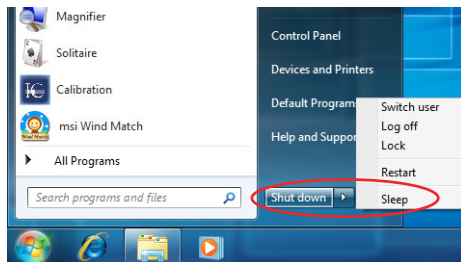 Magnifier
Solitaire
Calibration
msi Wind Match
All Programs
Search programs and files
Control Panel
Devices and Printers
Default Program
Help and Suppor
Shut down
Switch user
Log off
Lock
Restart
Sleep